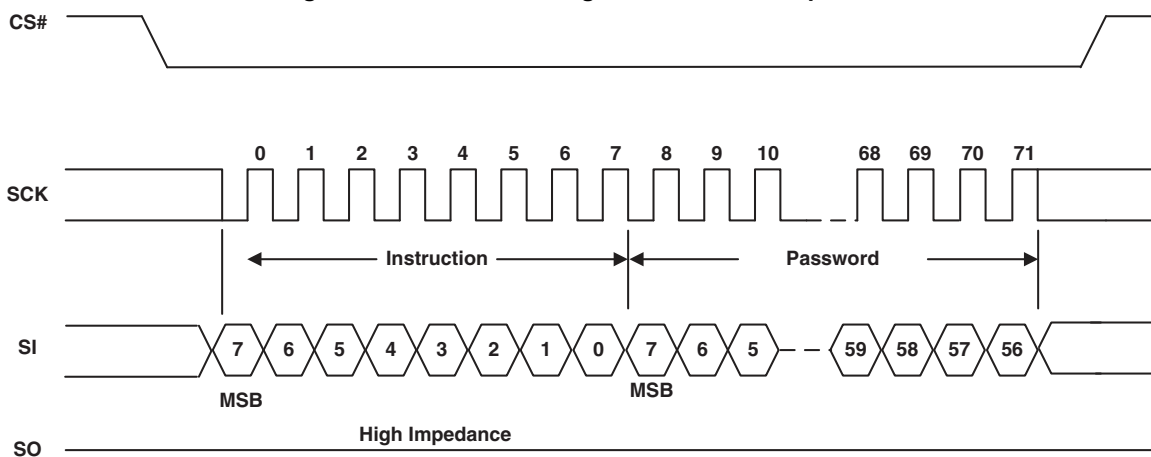 CS#
0 1 2 3 4 5 6 7 8 9 10 68 69 70 71
SCK
Instruction Password
SI 7 6 5 4 3 2 1 0 7 6 5 59 58 57 56
MSB MSB
High Impedance
SO